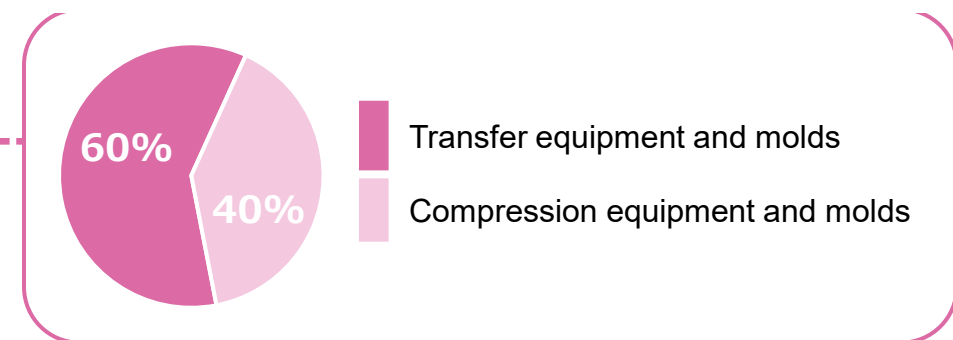 60%
40%
Transfer equipment and molds
Compression equipment and molds